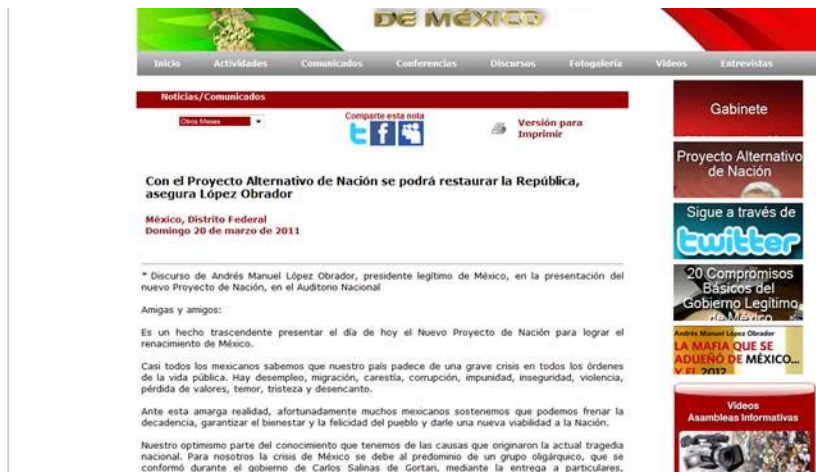 DE MÉXICO
Inicio Actividades Comunicados Conferencias Discursos Fotogalería Videos Entrevistas
Noticias/Comunicados
Otros Meses
Comparte esta nota
Versión para
Imprimir
Con el Proyecto Alternativo de Nación se podrá restaurar la República,
asegura López Obrador
México, Distrito Federal
Domingo 20 de marzo de 2011
* Discurso de Andrés Manuel López Obrador, presidente legítimo de México, en la presentación del
nuevo Proyecto de Nación, en el Auditorio Nacional
Amigas y amigos:
Es un hecho trascendente presentar el día de hoy el Nuevo Proyecto de Nación para lograr el
renacimiento de México.
Casi todos los mexicanos sabemos que nuestro país padece de una grave crisis en todos los órdenes
de la vida pública. Hay desempleo, migración, carestía, corrupción, impunidad, inseguridad, violencia,
pérdida de valores, temor, tristeza y desencanto.
Ante esta amarga realidad, afortunadamente muchos mexicanos sostenemos que podemos frenar la
decadencia, garantizar el bienestar y la felicidad del pueblo y darle una nueva viabilidad a la Nación.
Nuestro optimismo parte del conocimiento que tenemos de las causas que originaron la actual tragedia
nacional. Para nosotros la crisis de México se debe al predominio de un grupo oligárquico, que se
conformó durante el gobierno de Carlos Salinas de Gortari, mediante la entrega a particulares,
Gabinete
Proyecto Alternativo
de Nación
Sigue a través de
twitter
20 Compromisos
Básicos del
Gobierno Legítimo
de México
Andrés Manuel López Obrador
LA MAFIA QUE SE
ADUEÑÓ DE MÉXICO...
Y EL 2012
Videos
Asambleas Informativas